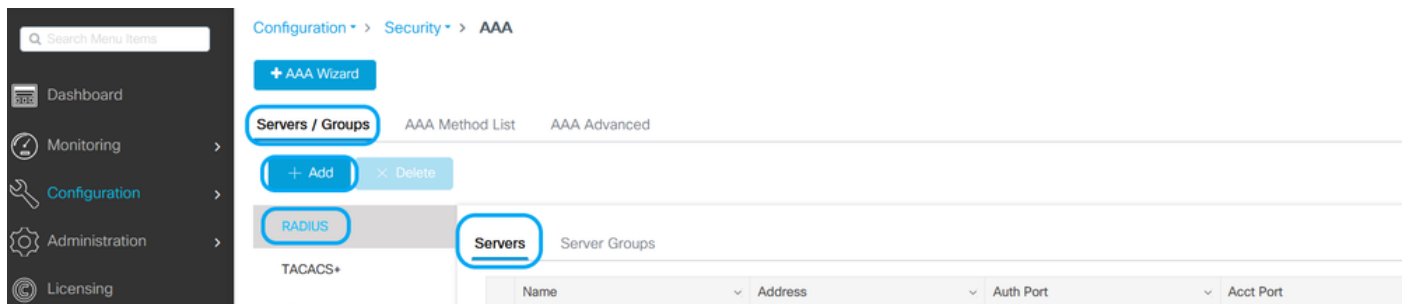 Search Menu Items
Dashboard
Monitoring
Configuration
Administration
Licensing
Configuration > Security > AAA
+ AAA Wizard
Servers / Groups AAA Method List AAA Advanced
+ Add × Delete
RADIUS
TACACS+
Servers Server Groups
Name Address Auth Port Acct Port